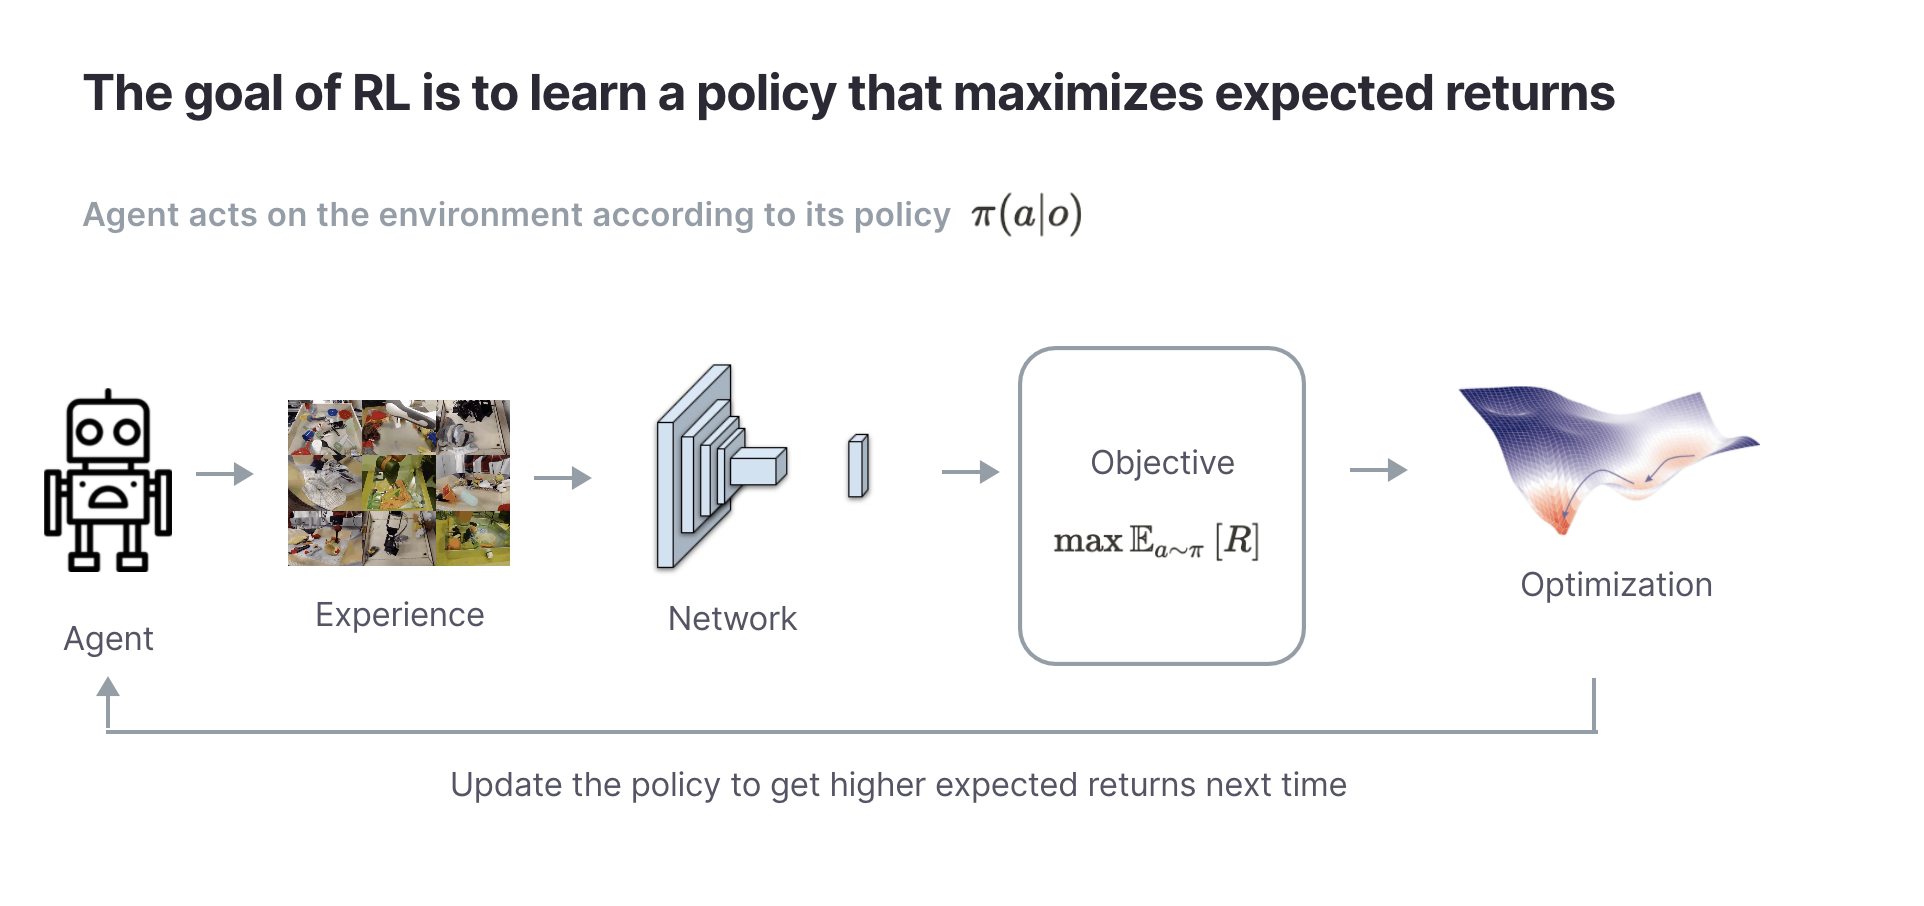 The goal of RL is to learn a policy that maximizes expected returns
Agent acts on the environment according to its policy π(a|o)
Agent
Experience
Network
Objective
max 𝔼_{a∼π} [R]
Optimization
Update the policy to get higher expected returns next time